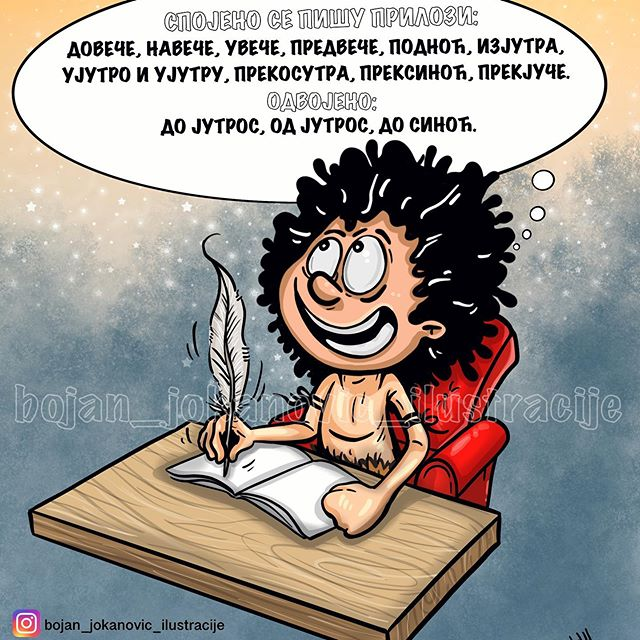 СПОЈЕНО СЕ ПИШУ ПРИЛОЗИ:
ДОВЕЧЕ, НАВЕЧЕ, УВЕЧЕ, ПРЕДВЕЧЕ, ПОДНОЋ, ИЗЈУТРА,
УЈУТРО И УЈУТРУ, ПРЕКОСУТРА, ПРЕКСИНОЋ, ПРЕКЈУЧЕ.
ОДВОЈЕНО:
ДО ЈУТРОС, ОД ЈУТРОС, ДО СИНОЋ.
bojan_jokanovic_ilustracije
bojan_jokanovic_ilustracije